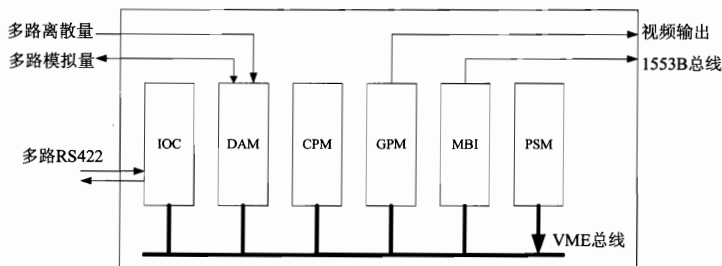 多路离散量
视频输出
多路模拟量
1553B总线
IOC
DAM
CPM
GPM
MBI
PSM
多路RS422
VME总线